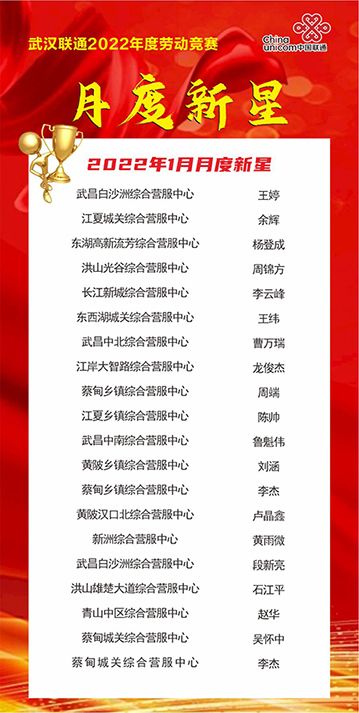 武汉联通2022年度劳动竞赛
China
unicom中国联通
月度新星
2022年1月月度新星
武昌白沙洲综合营服中心 王婷
江夏城关综合营服中心 余辉
东湖高新流芳综合营服中心 杨登成
洪山光谷综合营服中心 周锦方
长江新城综合营服中心 李云峰
东西湖城关综合营服中心 王纬
武昌中北综合营服中心 曹万瑞
江岸大智路综合营服中心 龙俊杰
蔡甸乡镇综合营服中心 周端
江夏乡镇综合营服中心 陈帅
武昌中南综合营服中心 鲁魁伟
黄陂乡镇综合营服中心 刘涵
蔡甸乡镇综合营服中心 李杰
黄陂汉口北综合营服中心 卢晶鑫
新洲综合营服中心 黄雨微
武昌白沙洲综合营服中心 段新亮
洪山雄楚大道综合营服中心 石江平
青山中区综合营服中心 赵华
蔡甸城关综合营服中心 吴怀中
蔡甸城关综合营服中心 李杰